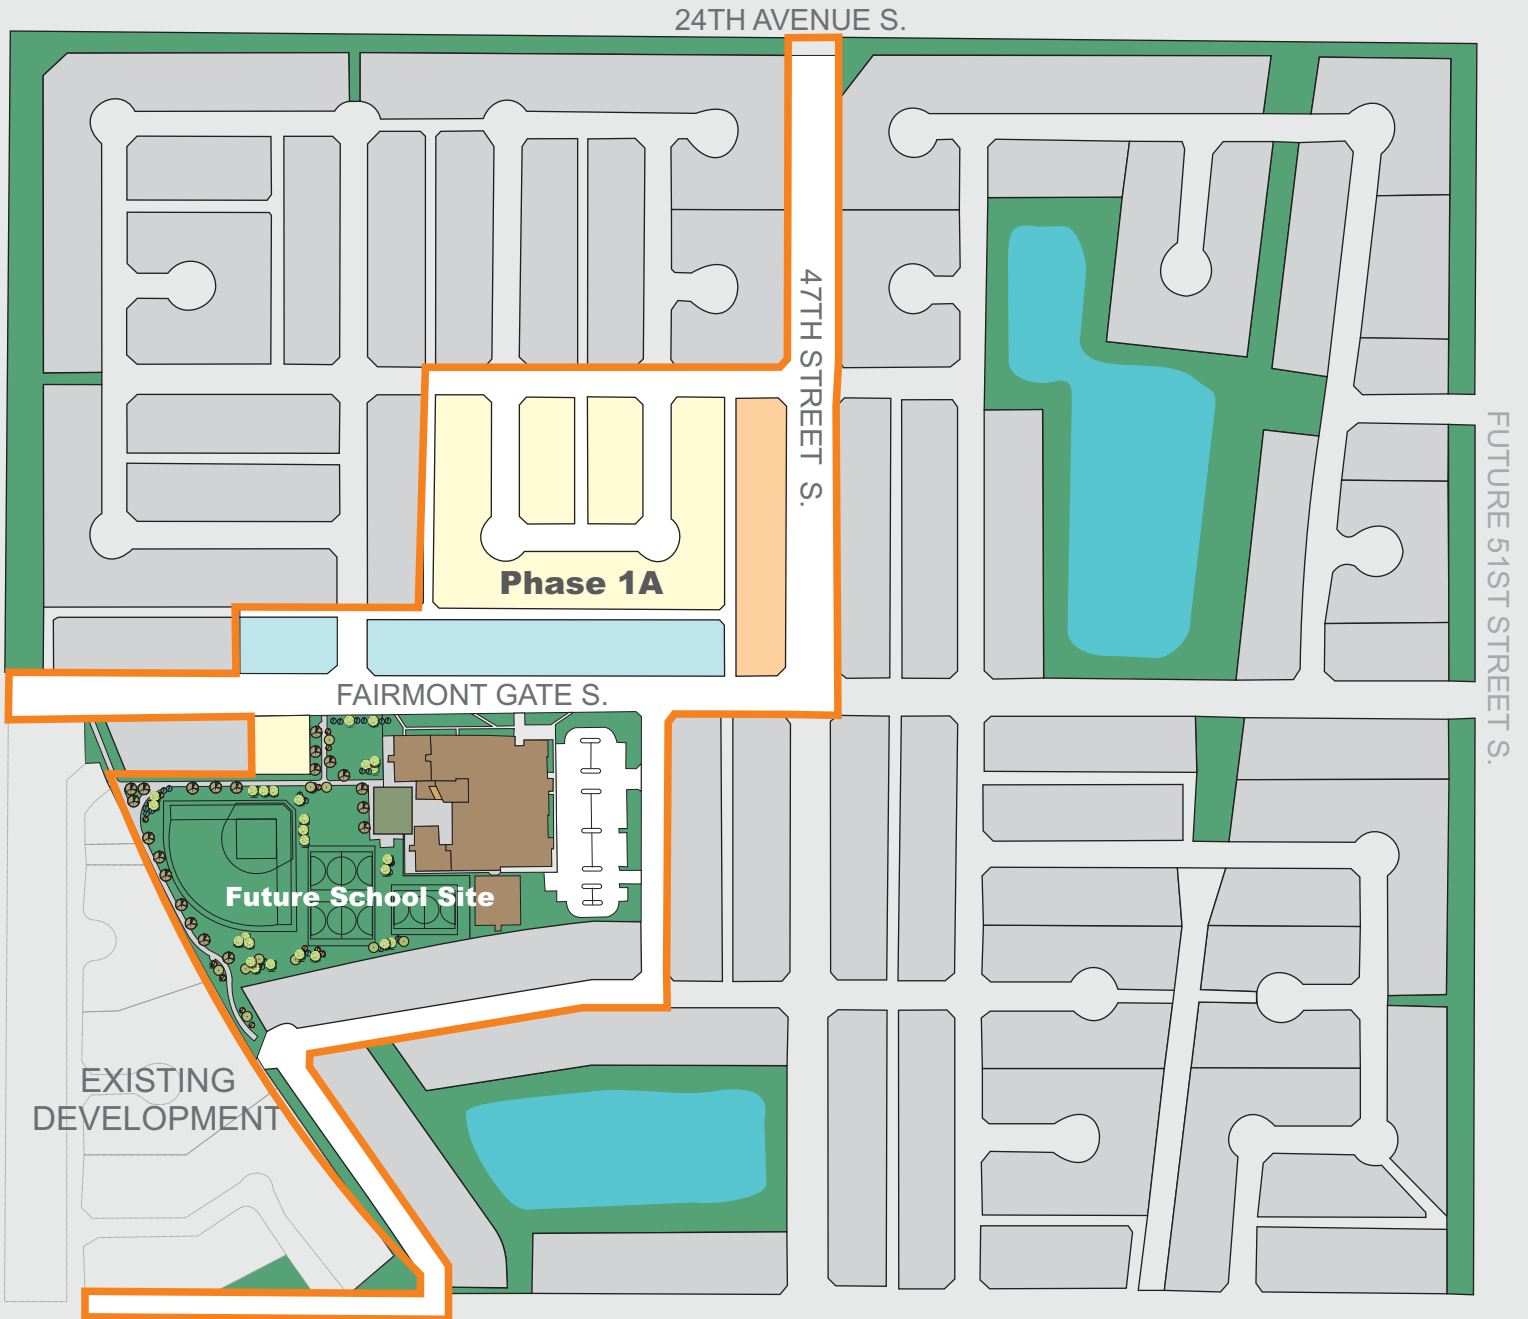 24TH AVENUE S.
47TH STREET S.
FUTURE 51ST STREET S.
Phase 1A
FAIRMONT GATE S.
Future School Site
EXISTING
DEVELOPMENT